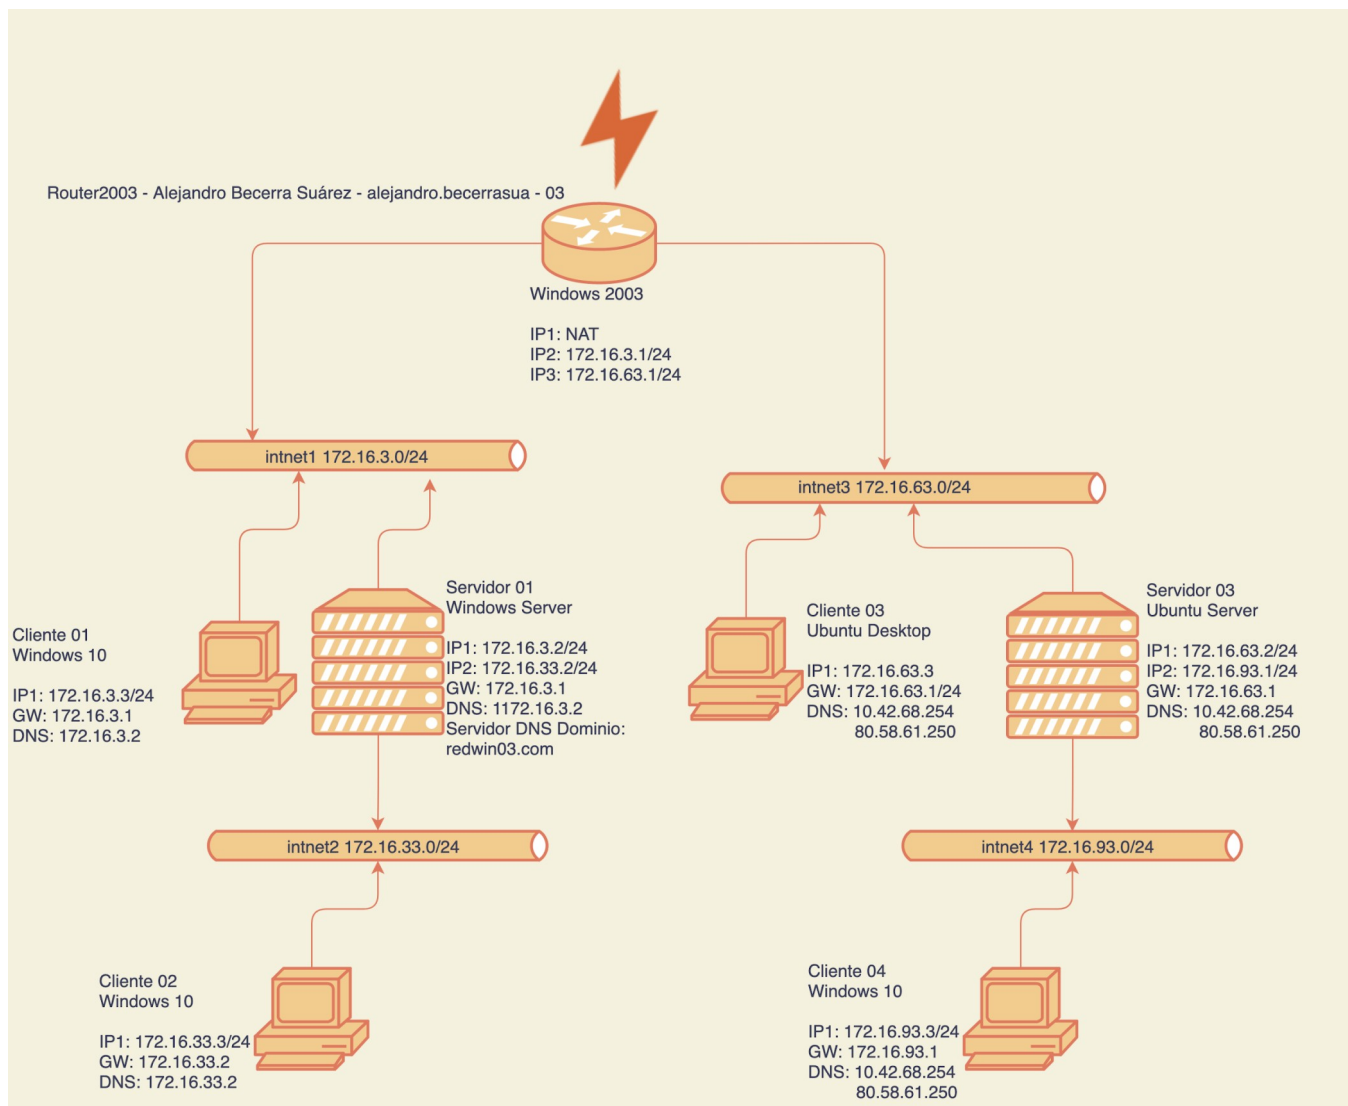 Router2003 - Alejandro Becerra Suárez - alejandro.becerrasua - 03
Windows 2003
IP1: NAT
IP2: 172.16.3.1/24
IP3: 172.16.63.1/24
intnet1 172.16.3.0/24
intnet3 172.16.63.0/24
Cliente 01
Windows 10
IP1: 172.16.3.3/24
GW: 172.16.3.1
DNS: 172.16.3.2
Servidor 01
Windows Server
IP1: 172.16.3.2/24
IP2: 172.16.33.2/24
GW: 172.16.3.1
DNS: 1172.16.3.2
Servidor DNS Dominio:
redwin03.com
Cliente 03
Ubuntu Desktop
IP1: 172.16.63.3
GW: 172.16.63.1/24
DNS: 10.42.68.254
80.58.61.250
Servidor 03
Ubuntu Server
IP1: 172.16.63.2/24
IP2: 172.16.93.1/24
GW: 172.16.63.1
DNS: 10.42.68.254
80.58.61.250
intnet2 172.16.33.0/24
intnet4 172.16.93.0/24
Cliente 02
Windows 10
IP1: 172.16.33.3/24
GW: 172.16.33.2
DNS: 172.16.33.2
Cliente 04
Windows 10
IP1: 172.16.93.3/24
GW: 172.16.93.1
DNS: 10.42.68.254
80.58.61.250